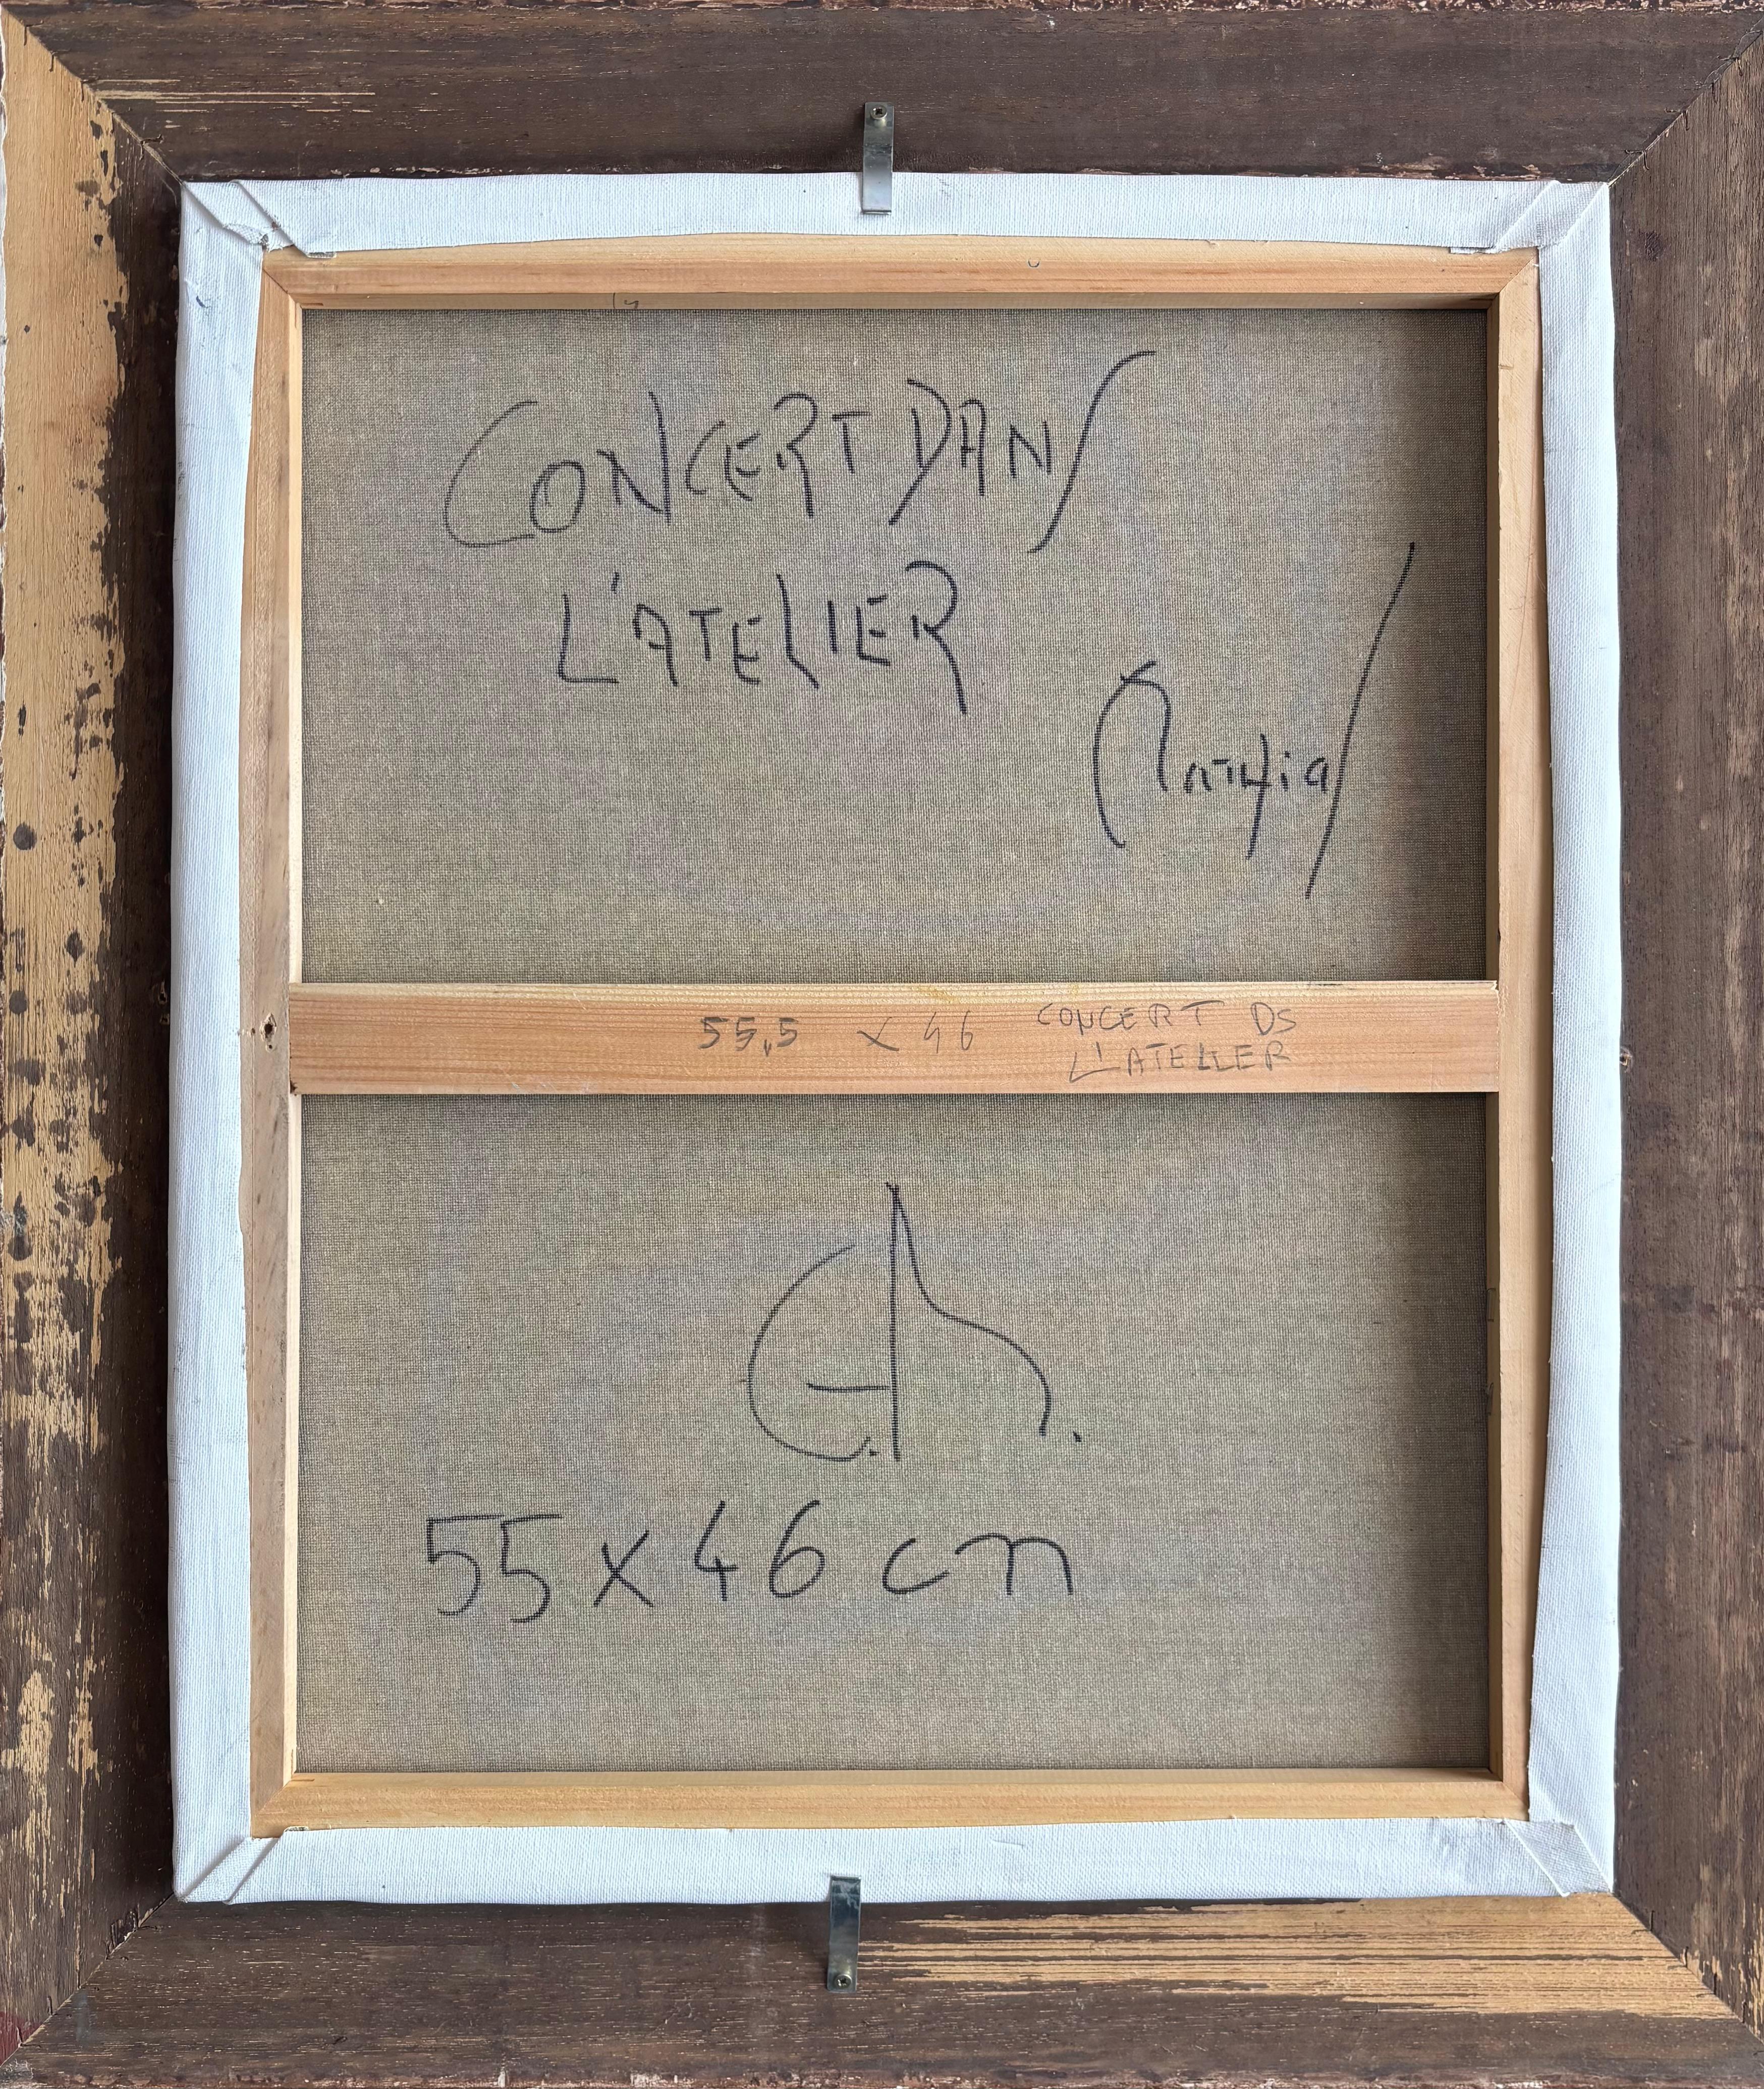 CONCERT DANS
L'ATELIER
55,5 x 46 CONCERT DS
L'ATELIER
55 x 46 cm